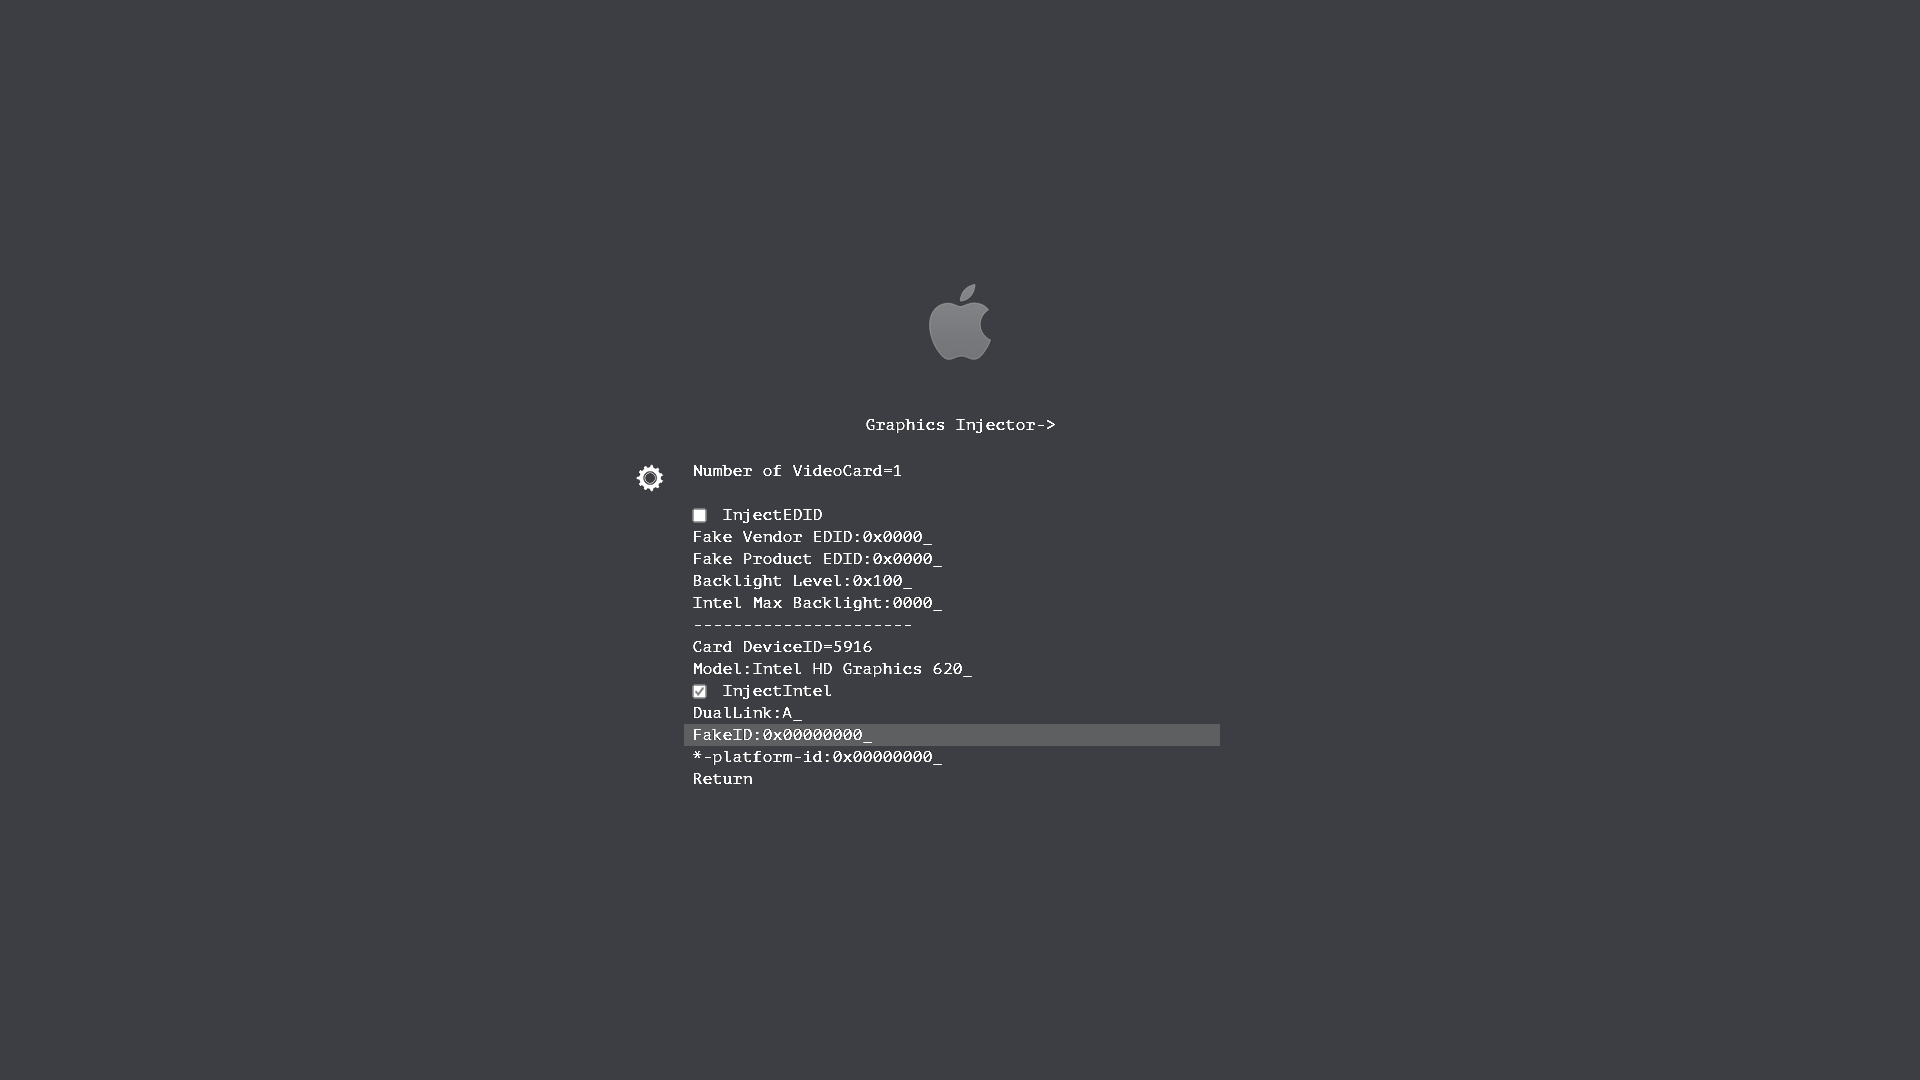 Graphics Injector->
Number of VideoCard=1
InjectEDID
Fake Vendor EDID:0x0000_
Fake Product EDID:0x0000_
Backlight Level:0x100_
Intel Max Backlight:0000_
----------------------
Card DeviceID=5916
Model:Intel HD Graphics 620_
InjectIntel
DualLink:A_
FakeID:0x00000000_
*-platform-id:0x00000000_
Return